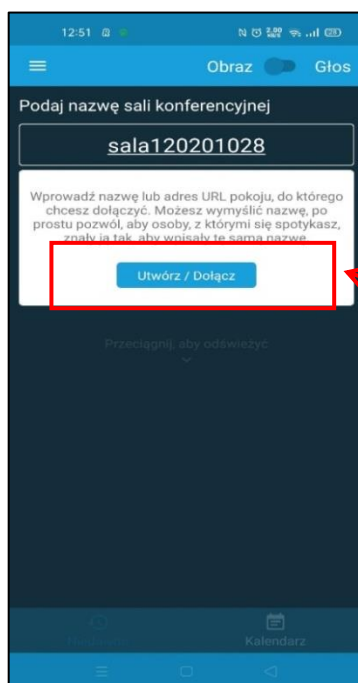 12:51
Obraz Głos
Podaj nazwę sali konferencyjnej
sala120201028
Wprowadź nazwę lub adres URL pokoju, do którego
chcesz dołączyć. Możesz wymyślić nazwę, po
prostu pozwól, aby osoby, z którymi się spotykasz,
znały ją tak, aby wpisały tę samą nazwę.
Utwórz / Dołącz
Przeciągnij, aby odświeżyć
Kalendarz